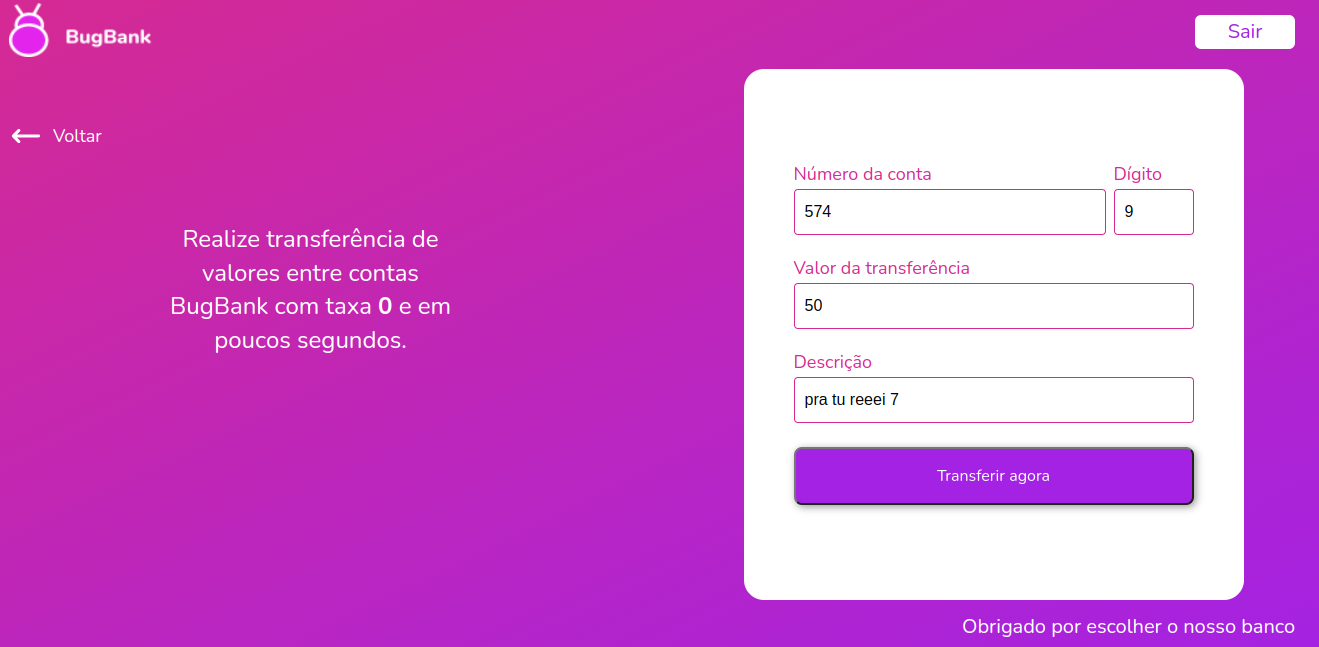 BugBank
Sair
Voltar
Realize transferência de
valores entre contas
BugBank com taxa 0 e em
poucos segundos.
Número da conta
Dígito
574
9
Valor da transferência
50
Descrição
pra tu reeei 7
Transferir agora
Obrigado por escolher o nosso banco